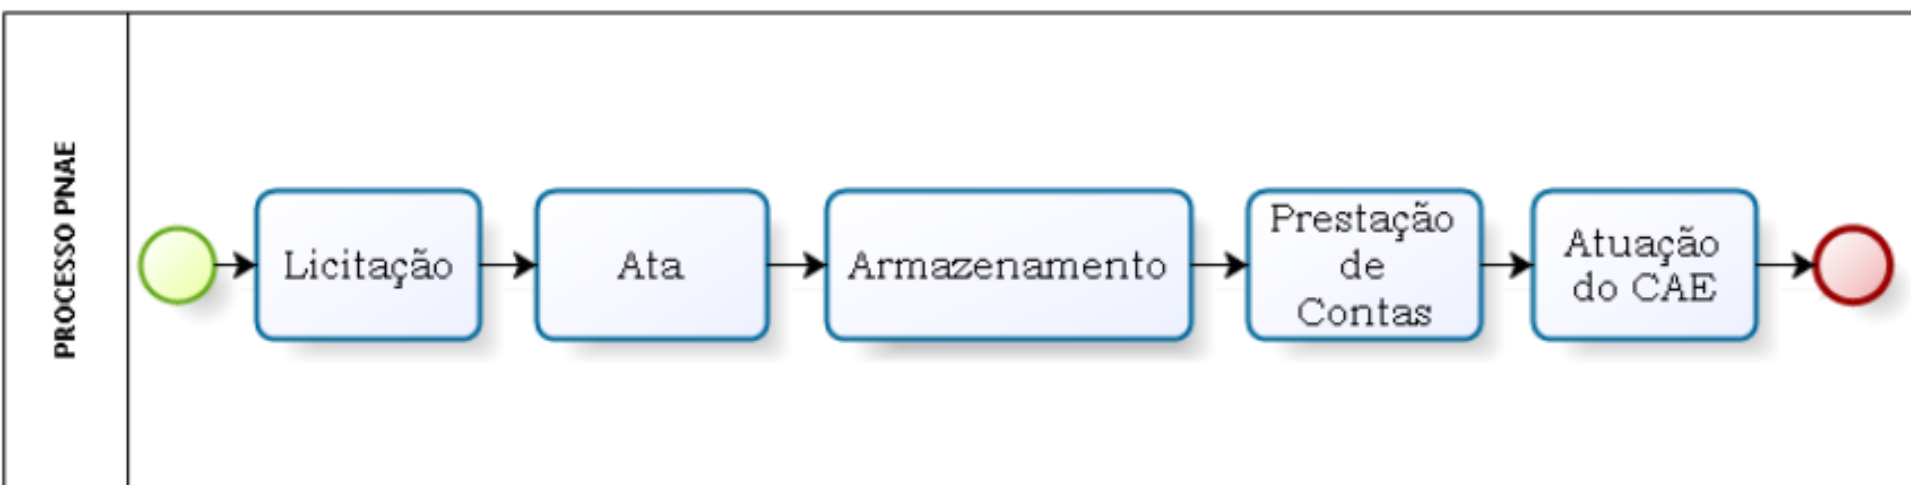 PROCESSO PNAE
Licitação
Ata
Armazenamento
Prestação
de
Contas
Atuação
do CAE